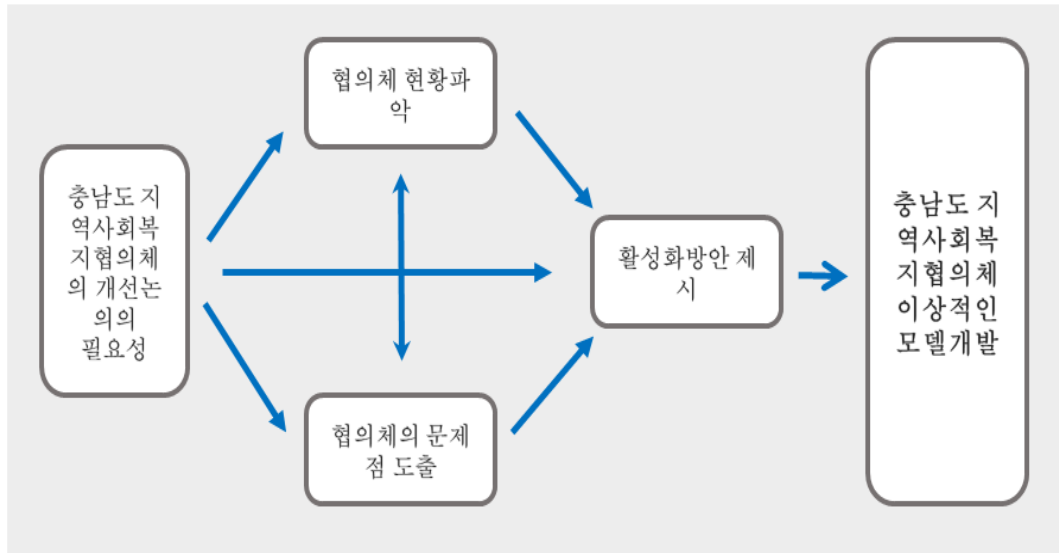 충남도 지
역사회복
지협의체
의 개선논
의의
필요성
협의체 현황파
악
협의체의 문제
점 도출
활성화방안 제
시
충남도 지
역사회복
지협의체
이상적인
모델개발